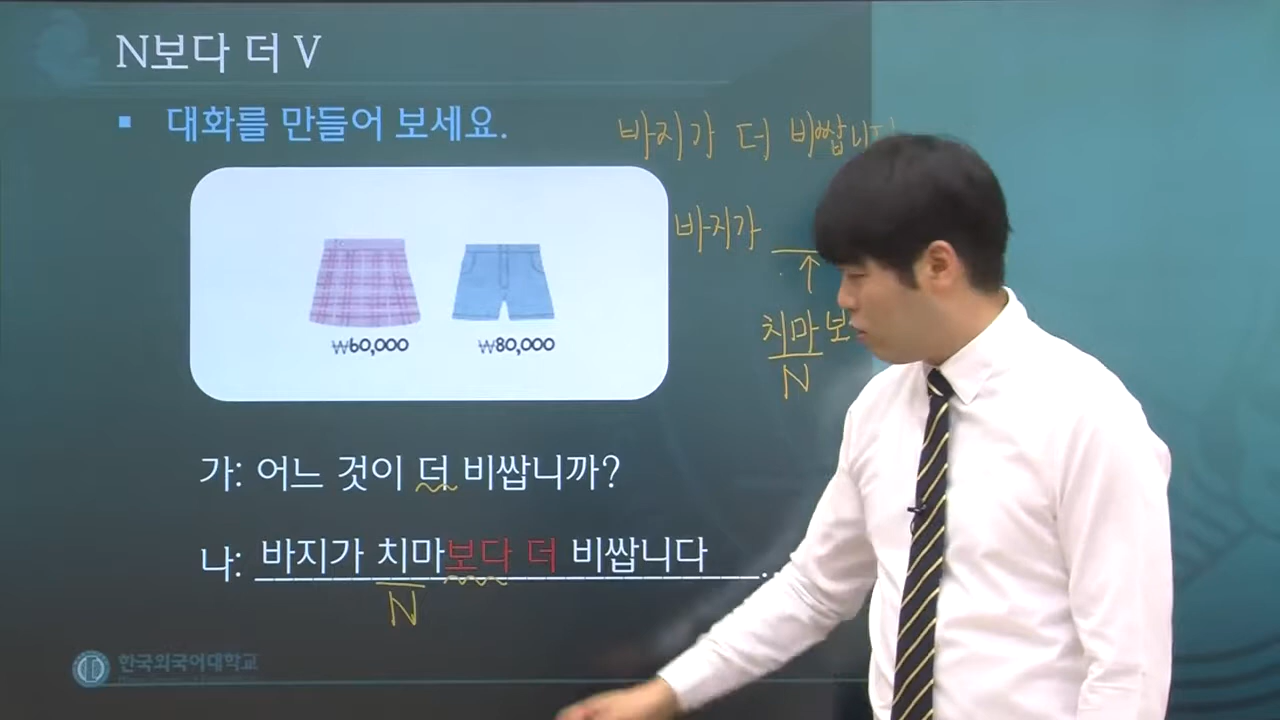 N보다 더 V
▪ 대화를 만들어 보세요.
바지가 더 비쌉니다
바지가
↑
치마보
N
₩60,000 ₩80,000
가: 어느 것이 더 비쌉니까?
나: 바지가 치마보다 더 비쌉니다.
N
한국외국어대학교